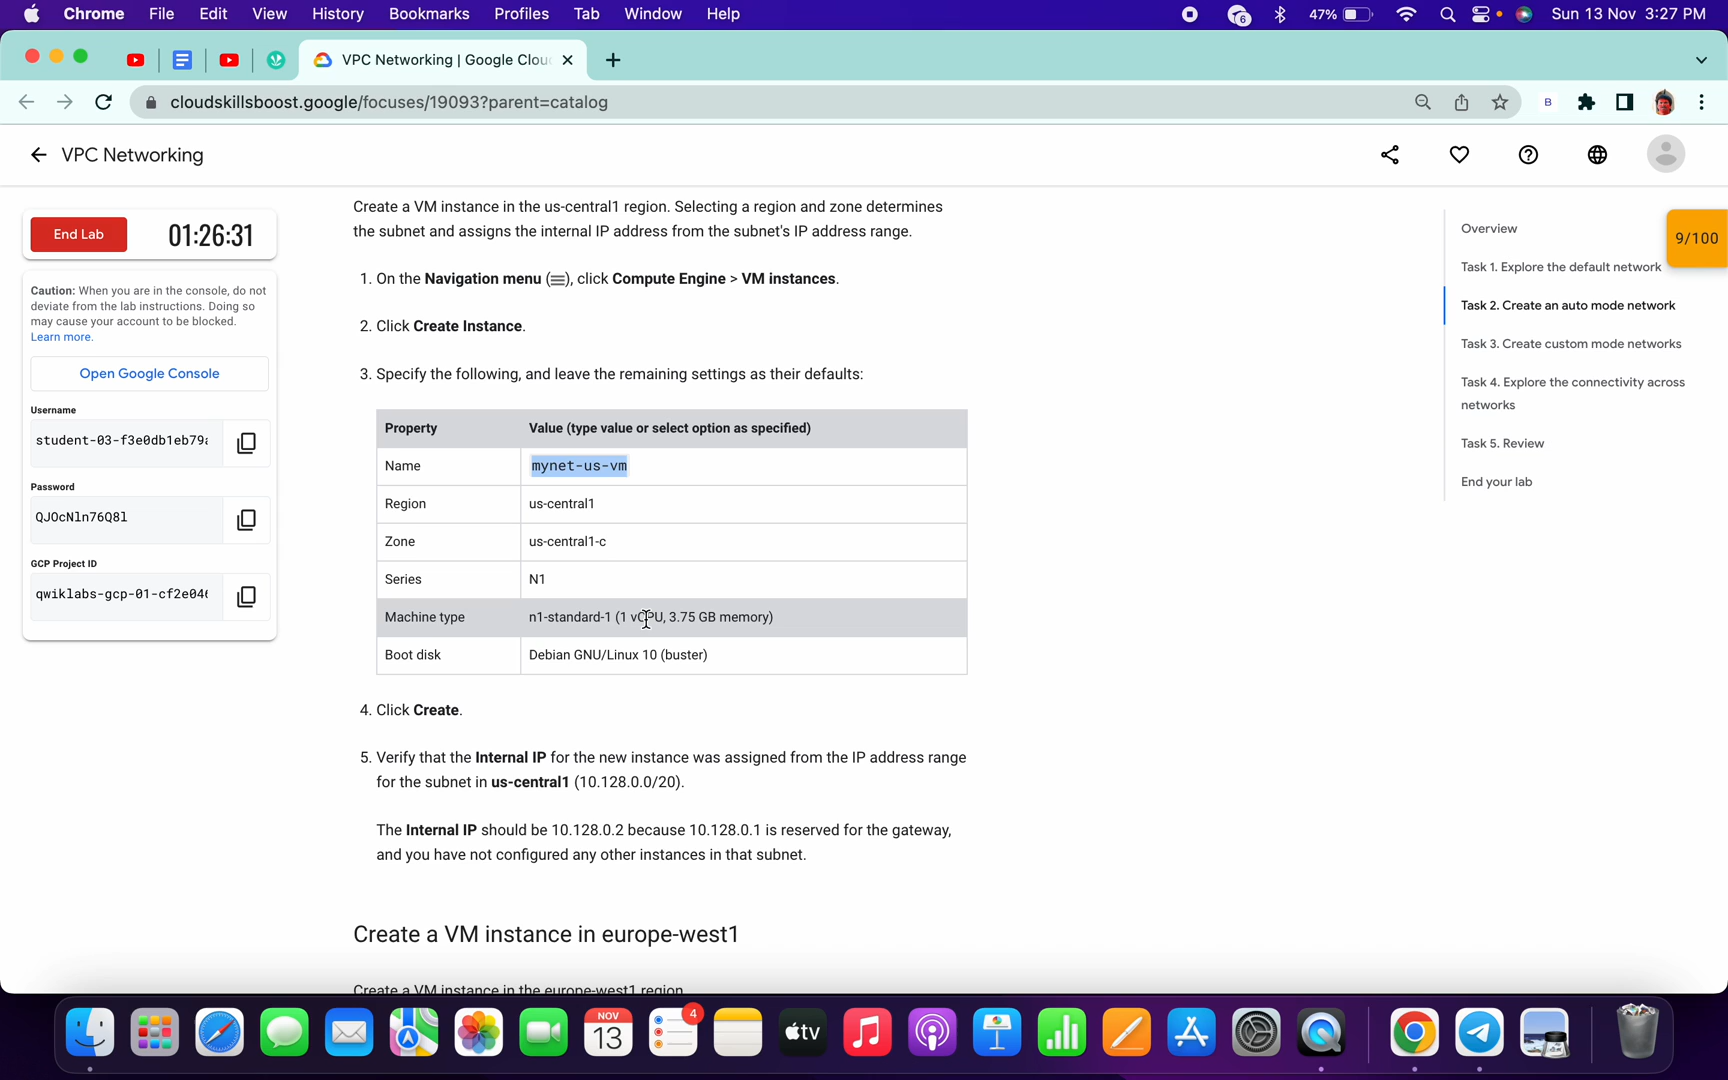 Chrome File Edit View History Bookmarks Profiles Tab Window Help
6
47%
Sun 13 Nov 3:27 PM
VPC Networking | Google Clou
cloudskillsboost.google/focuses/19093?parent=catalog
B
VPC Networking
End Lab
01:26:31
Caution: When you are in the console, do not
deviate from the lab instructions. Doing so
may cause your account to be blocked.
Learn more.
Open Google Console
Username
student-03-f3e0db1eb79
Password
QJOcNln76Q8l
GCP Project ID
qwiklabs-gcp-01-cf2e04
Create a VM instance in the us-central1 region. Selecting a region and zone determines
the subnet and assigns the internal IP address from the subnet's IP address range.
1. On the Navigation menu (), click Compute Engine > VM instances.
2. Click Create Instance.
3. Specify the following, and leave the remaining settings as their defaults:
Property Value (type value or select option as specified)
Name mynet-us-vm
Region us-central1
Zone us-central1-c
Series N1
Machine type n1-standard-1 (1 vCPU, 3.75 GB memory)
Boot disk Debian GNU/Linux 10 (buster)
4. Click Create.
5. Verify that the Internal IP for the new instance was assigned from the IP address range
for the subnet in us-central1 (10.128.0.0/20).
The Internal IP should be 10.128.0.2 because 10.128.0.1 is reserved for the gateway,
and you have not configured any other instances in that subnet.
Create a VM instance in europe-west1
Create a VM instance in the europe-west1 region
Overview
9/100
Task 1. Explore the default network
Task 2. Create an auto mode network
Task 3. Create custom mode networks
Task 4. Explore the connectivity across
networks
Task 5. Review
End your lab
NOV
13
4
tv